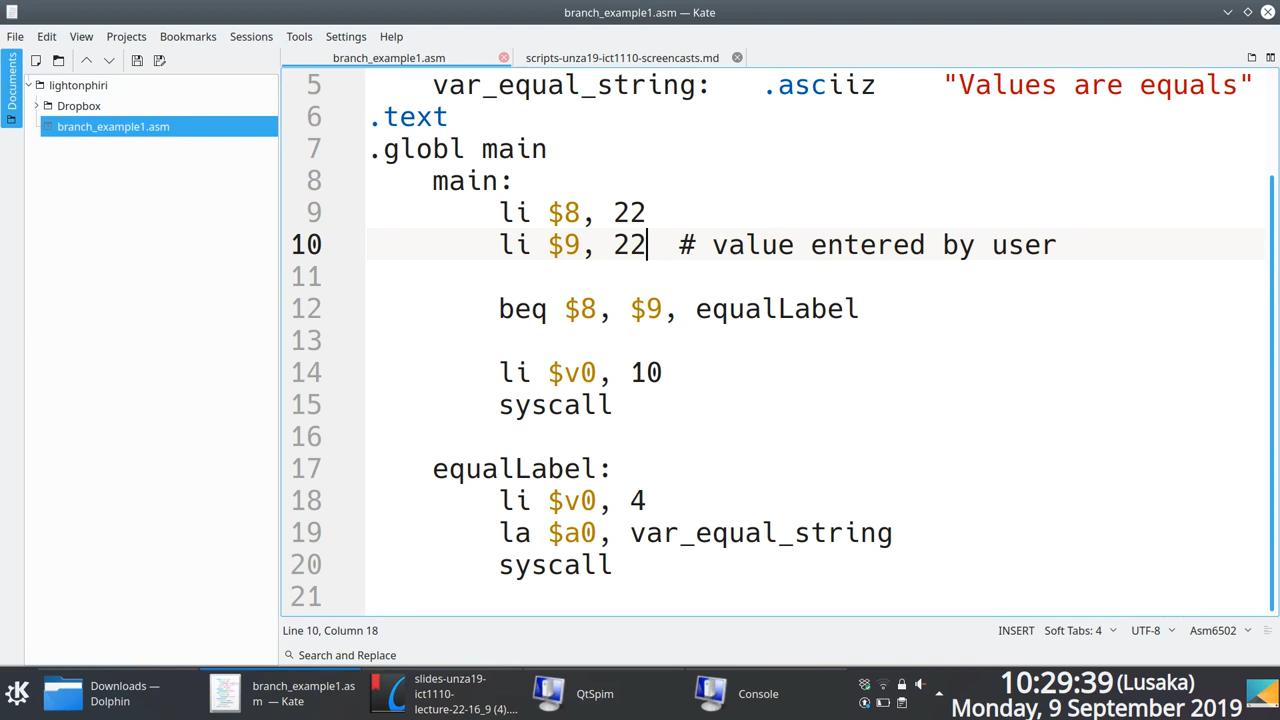 branch_example1.asm — Kate
File Edit View Projects Bookmarks Sessions Tools Settings Help
branch_example1.asm
scripts-unza19-ict1110-screencasts.md
Documents
lightonphiri
Dropbox
branch_example1.asm
5 var_equal_string: .asciiz "Values are equals"
6 .text
7 .globl main
8 main:
9 li $8, 22
10 li $9, 22 # value entered by user
11
12 beq $8, $9, equalLabel
13
14 li $v0, 10
15 syscall
16
17 equalLabel:
18 li $v0, 4
19 la $a0, var_equal_string
20 syscall
21
Line 10, Column 18 INSERT Soft Tabs: 4 UTF-8 Asm6502
Search and Replace
Downloads — Dolphin
branch_example1.as
m — Kate
slides-unza19-
ict1110-
lecture-22-16_9 (4)....
QtSpim
Console
10:29:39 (Lusaka)
Monday, 9 September 2019